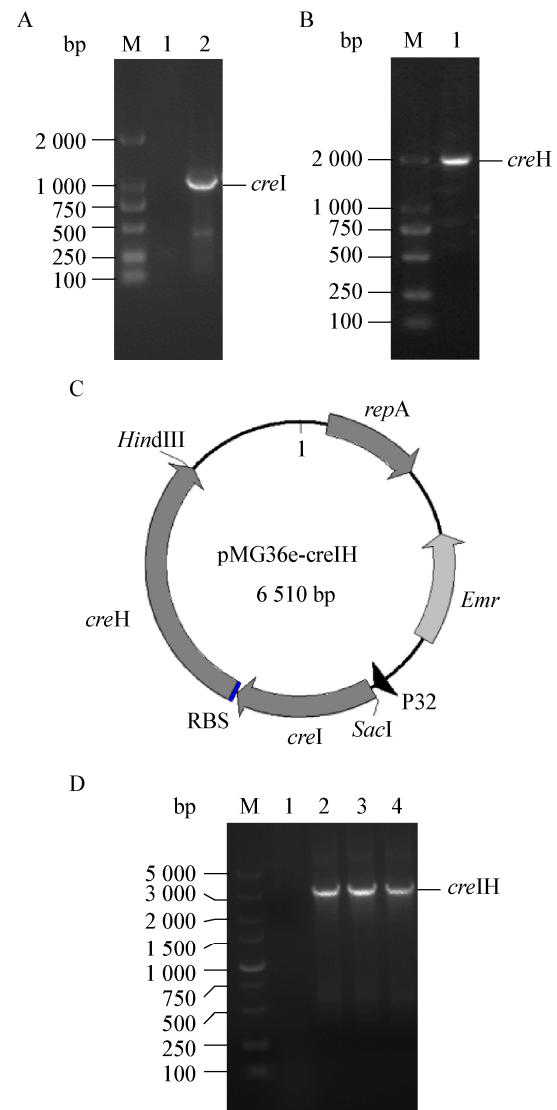 A
bp M 1 2
2 000
1 000
750
500
250
100
creI
B
bp M 1
2 000
1 000
750
500
250
100
creH
C
repA
HindIII
1
pMG36e-creIH
6 510 bp
Emr
creH
P32
RBS
SacI
creI
D
bp M 1 2 3 4
5 000
3 000
2 000
1 500
1 000
750
500
250
100
creIH